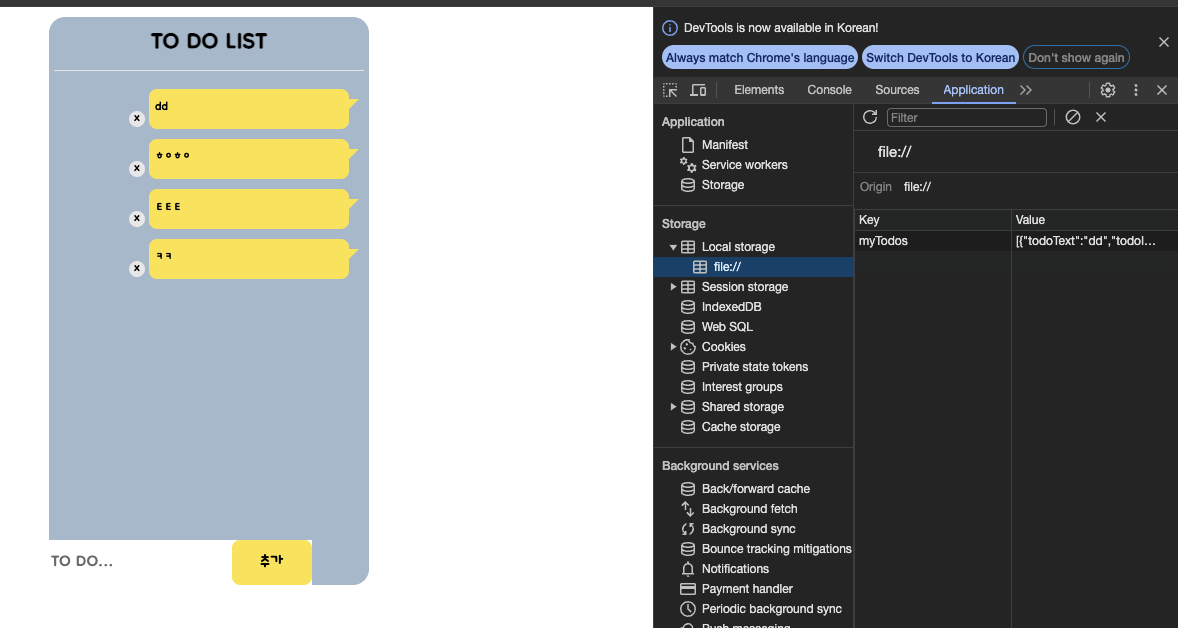 TO DO LIST
dd
x
ㅎㅇㅎㅇ
x
ㅌㅌㅌ
x
ㅋㅋ
x
TO DO...
추가
DevTools is now available in Korean!
Always match Chrome's language
Switch DevTools to Korean
Don't show again
Elements
Console
Sources
Application
Application
Manifest
Service workers
Storage
Storage
Local storage
file://
Session storage
IndexedDB
Web SQL
Cookies
Private state tokens
Interest groups
Shared storage
Cache storage
Background services
Back/forward cache
Background fetch
Background sync
Bounce tracking mitigations
Notifications
Payment handler
Periodic background sync
Push messaging
Filter
file://
Origin file://
Key Value
myTodos [{"todoText":"dd","todoI...